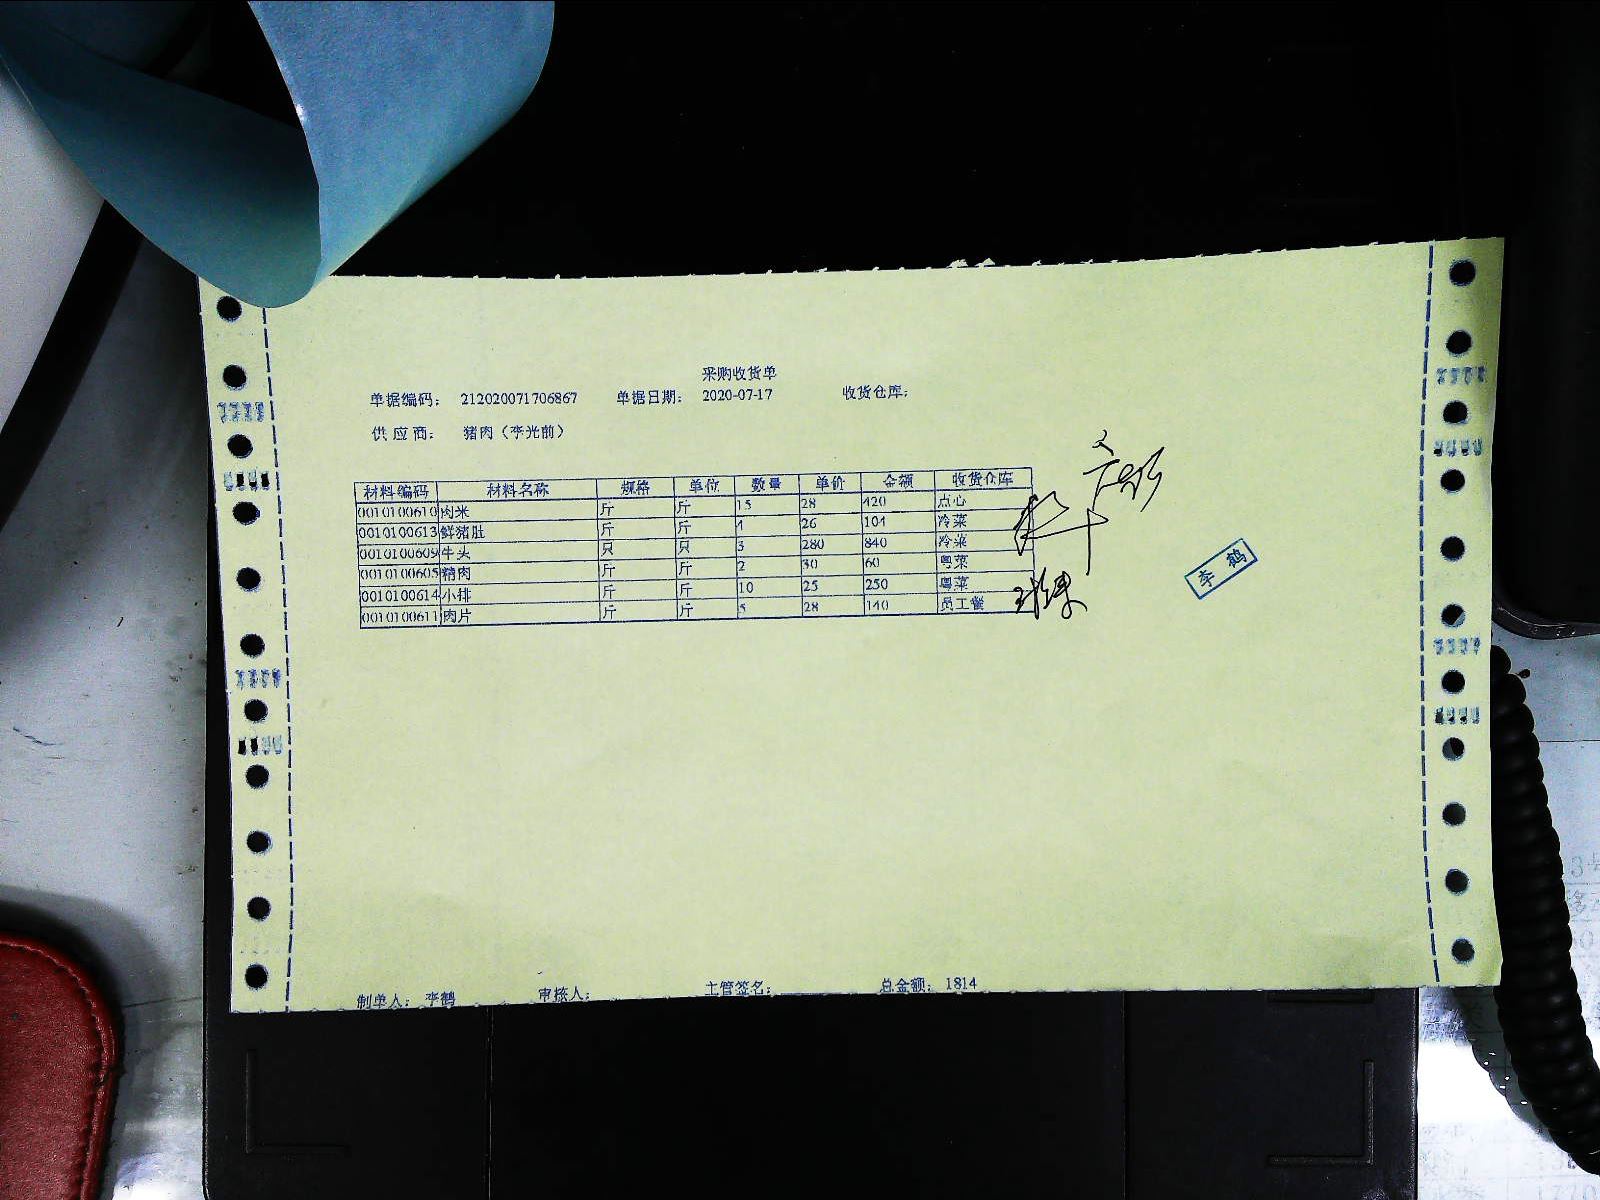 采购收货单
单据编码： 212020071706867 单据日期： 2020-07-17 收货仓库：
供应商： 猪肉（李光前）
材料编码 材料名称 规格 单位 数量 单价 金额 收货仓库
0010100610 肉米 斤 斤 15 28 420 点心
0010100613 鲜猪肚 斤 斤 4 26 104 冷菜
0010100609 牛头 只 只 3 280 840 冷菜
0010100605 精肉 斤 斤 2 30 60 粤菜
0010100614 小排 斤 斤 10 25 250 粤菜
0010100611 肉片 斤 斤 5 28 140 员工餐
李鹤
制单人： 李鹤 审核人： 主管签名： 总金额： 1814